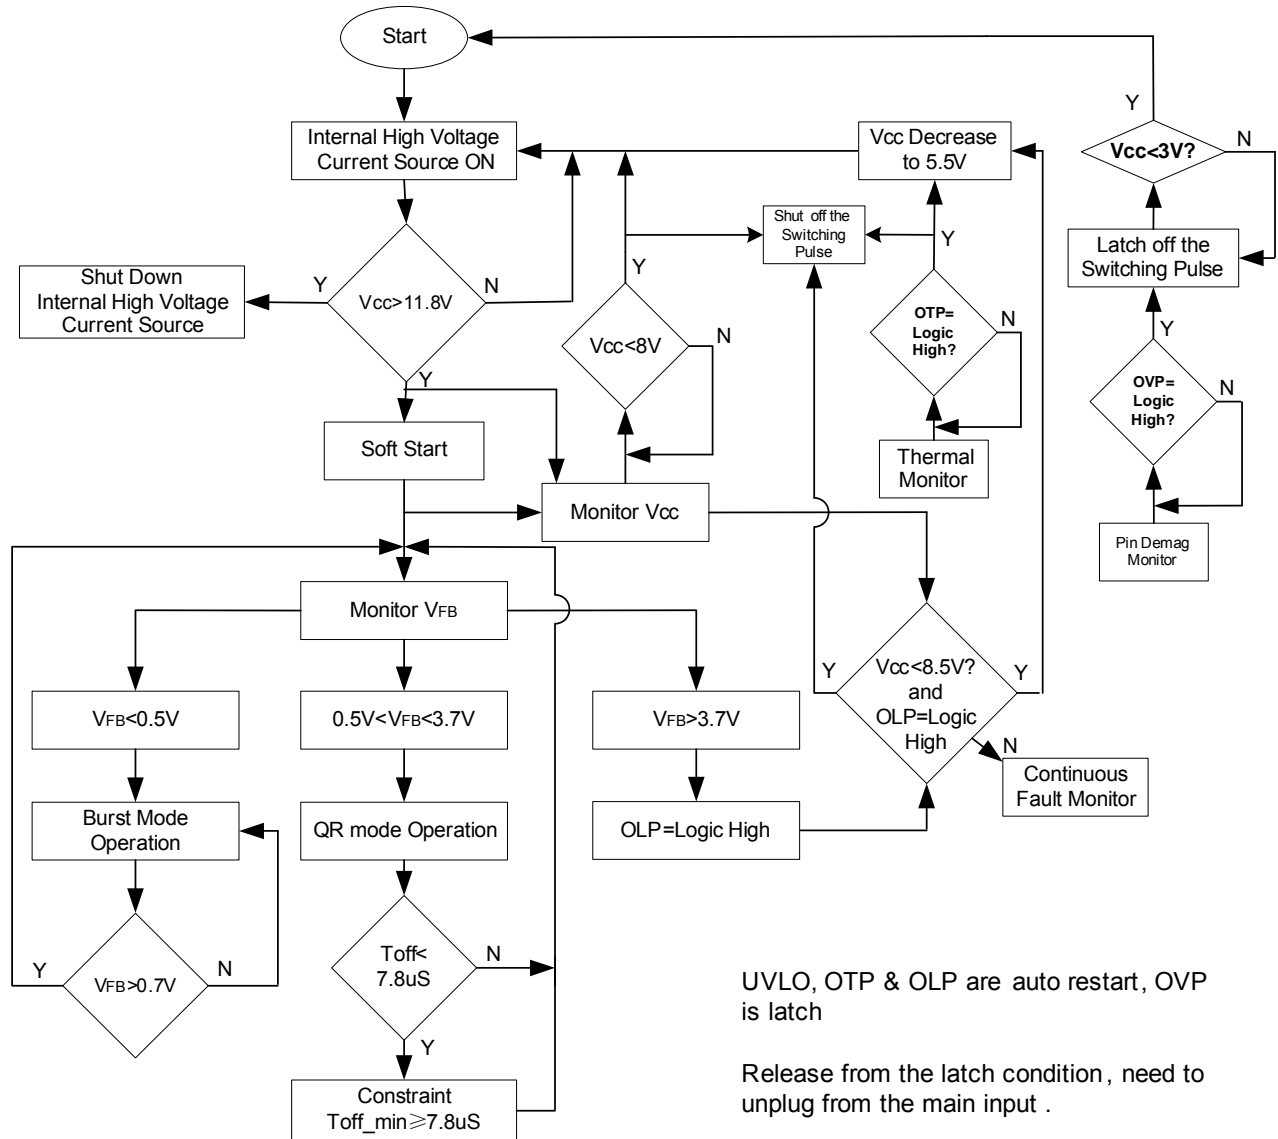 Start
Y
Internal High Voltage
Current Source ON
Vcc Decrease
to 5.5V
Vcc<3V?
N
Shut off the
Switching
Pulse
Y
Latch off the
Switching Pulse
Shut Down
Internal High Voltage
Current Source
Y
Vcc>11.8V
N
Y
Vcc<8V
N
OTP=
Logic
High?
N
Y
OVP=
Logic
High?
N
Y
Soft Start
Thermal
Monitor
Monitor Vcc
Pin Demag
Monitor
Monitor VFB
Y
Vcc<8.5V?
and
OLP=Logic
High
Y
N
VFB<0.5V
0.5V<VFB<3.7V
VFB>3.7V
Continuous
Fault Monitor
Burst Mode
Operation
QR mode Operation
OLP=Logic High
Y
VFB>0.7V
N
Toff<
7.8uS
N
Y
Constraint
Toff_min≥7.8uS
UVLO, OTP & OLP are auto restart, OVP
is latch
Release from the latch condition, need to
unplug from the main input .